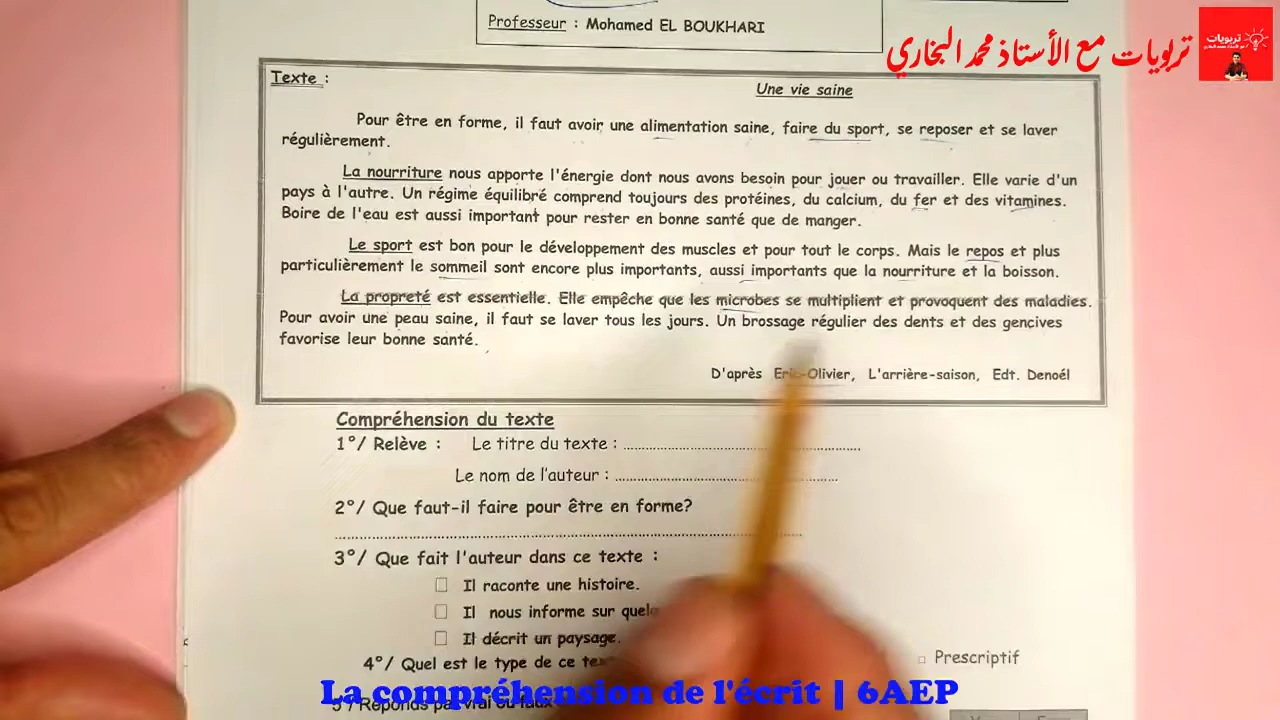 Professeur : Mohamed EL BOUKHARI
تربويات مع الأستاذ محمد البخاري
تربويات
Texte :
Une vie saine
Pour être en forme, il faut avoir une alimentation saine, faire du sport, se reposer et se laver
régulièrement.
La nourriture nous apporte l'énergie dont nous avons besoin pour jouer ou travailler. Elle varie d'un
pays à l'autre. Un régime équilibré comprend toujours des protéines, du calcium, du fer et des vitamines.
Boire de l'eau est aussi important pour rester en bonne santé que de manger.
Le sport est bon pour le développement des muscles et pour tout le corps. Mais le repos et plus
particulièrement le sommeil sont encore plus importants, aussi importants que la nourriture et la boisson.
La propreté est essentielle. Elle empêche que les microbes se multiplient et provoquent des maladies.
Pour avoir une peau saine, il faut se laver tous les jours. Un brossage régulier des dents et des gencives
favorise leur bonne santé.
D'après Eric-Olivier, L'arrière-saison, Edt. Denoél
Compréhension du texte
1°/ Relève : Le titre du texte : ........................................................
Le nom de l'auteur : ........................................................
2°/ Que faut-il faire pour être en forme?
3°/ Que fait l'auteur dans ce texte :
☐ Il raconte une histoire.
☐ Il nous informe sur
☐ Il décrit un paysage.
4°/ Quel est le type de ce ☐ Prescriptif
La compréhension de l'écrit | 6AEP
5°/ Réponds par vrai ou faux